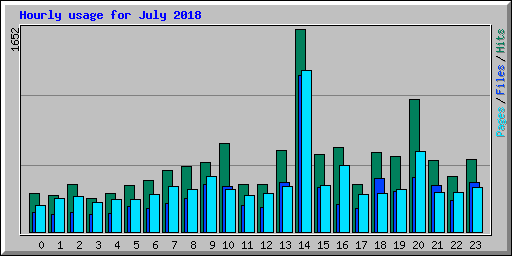 Hourly usage for July 2018
1652
Pages / Files / Hits
0 1 2 3 4 5 6 7 8 9 10 11 12 13 14 15 16 17 18 19 20 21 22 23